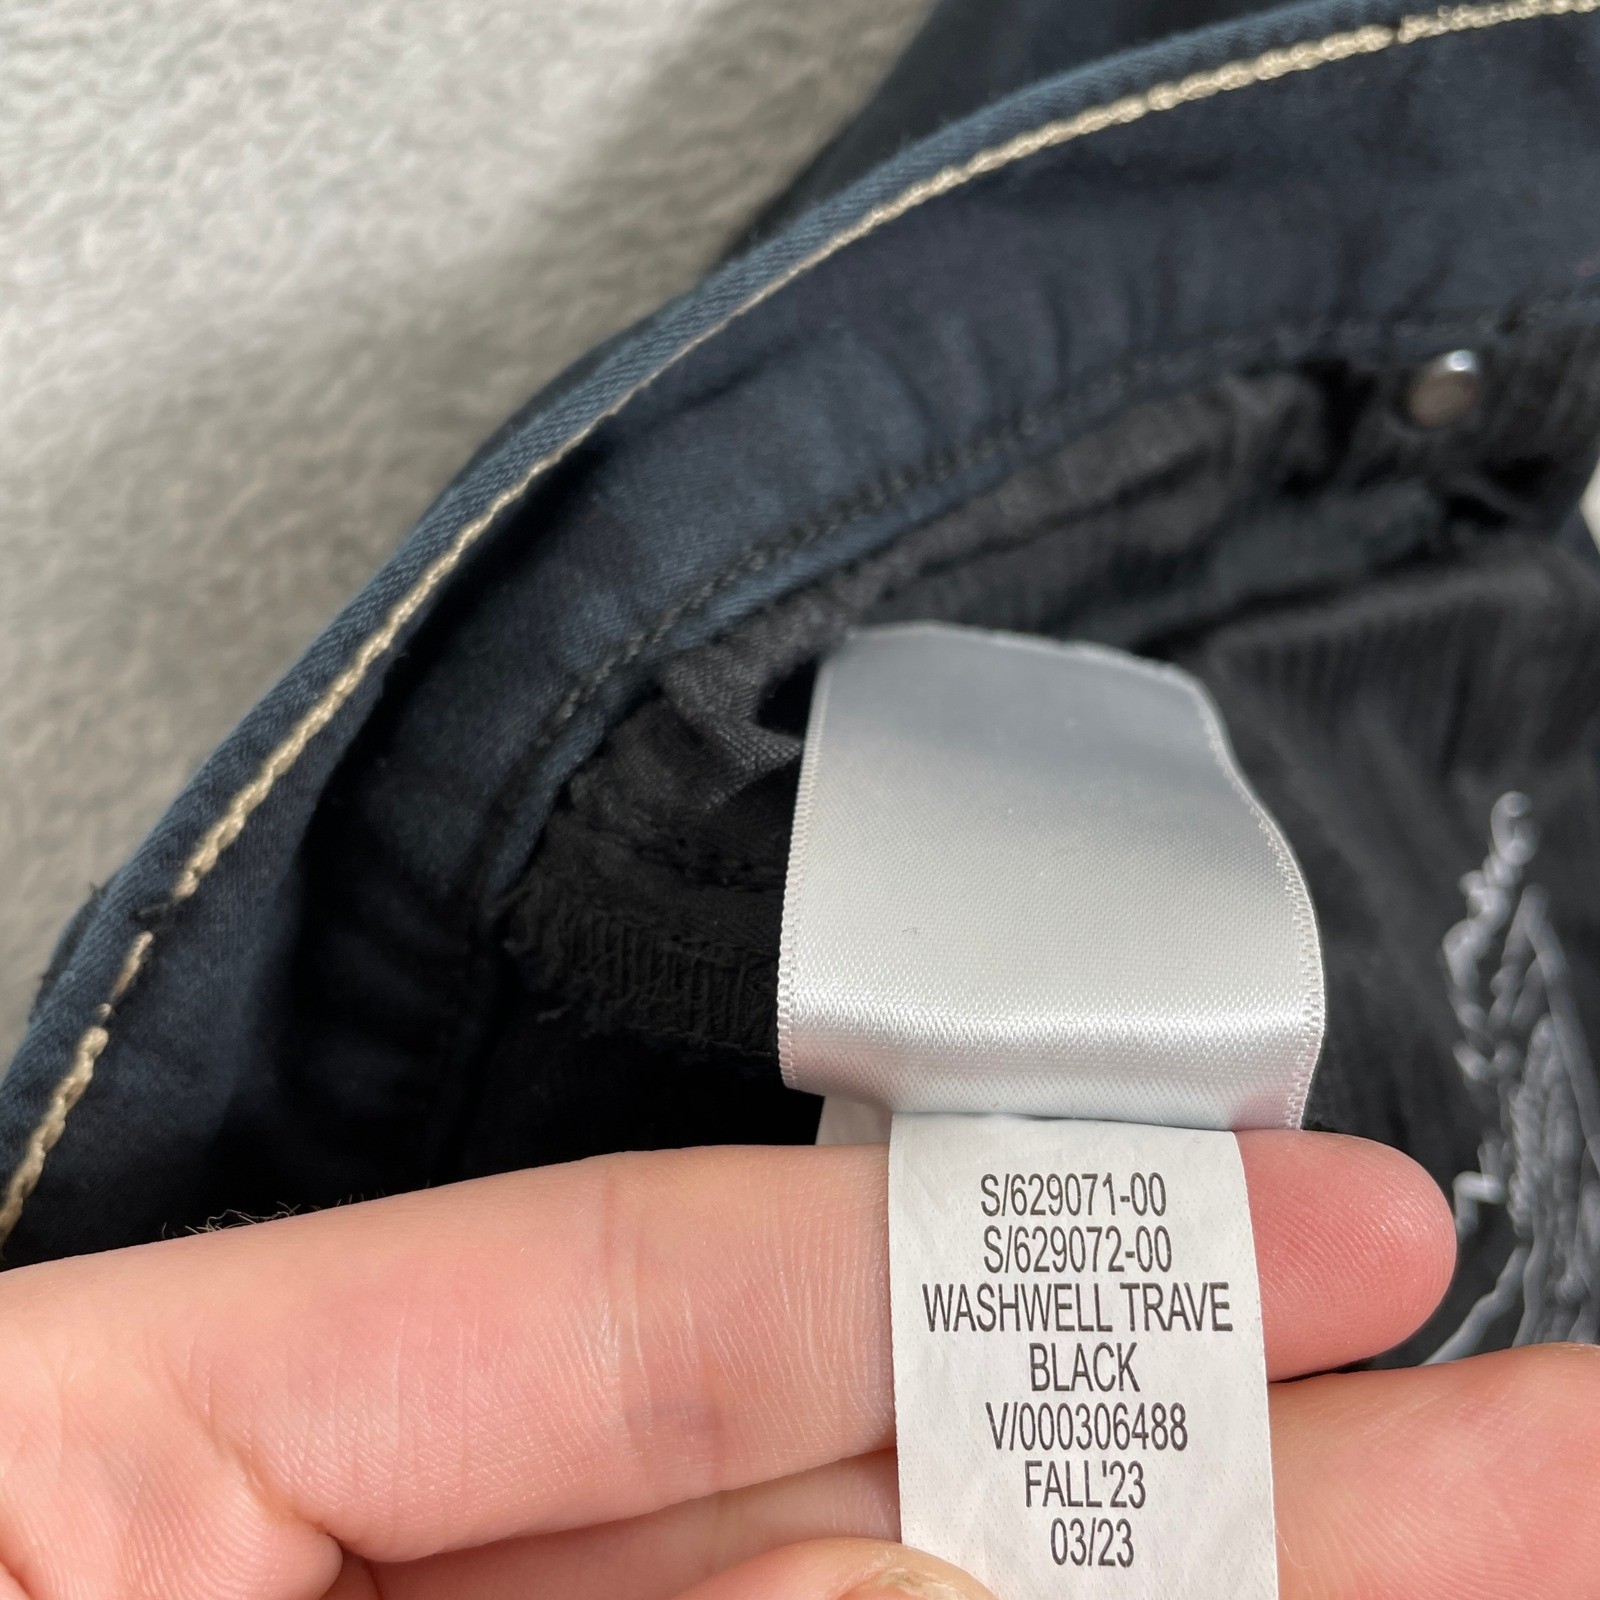 S/629071-00
S/629072-00
WASHWELL TRAVE
BLACK
V/000306488
FALL'23
03/23